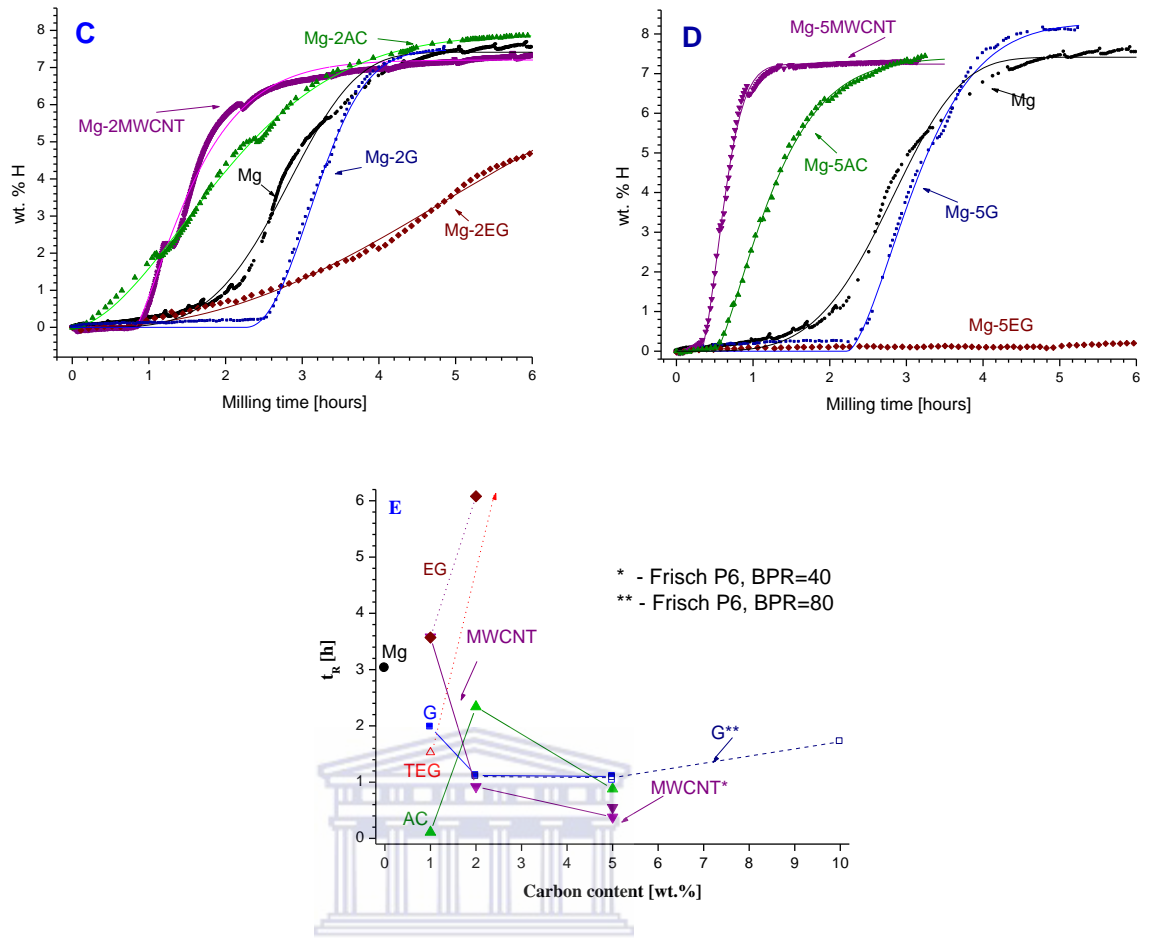 C
Mg-2AC
Mg-2MWCNT
Mg
Mg-2G
Mg-2EG
wt. % H
8
7
6
5
4
3
2
1
0
0 1 2 3 4 5 6
Milling time [hours]
D
Mg-5MWCNT
Mg
Mg-5AC
Mg-5G
Mg-5EG
wt. % H
8
7
6
5
4
3
2
1
0
0 1 2 3 4 5 6
Milling time [hours]
E
EG
* - Frisch P6, BPR=40
** - Frisch P6, BPR=80
MWCNT
Mg
G
G**
TEG
MWCNT*
AC
tR [h]
6
5
4
3
2
1
0
0 1 2 3 4 5 6 7 8 9 10
Carbon content [wt.%]